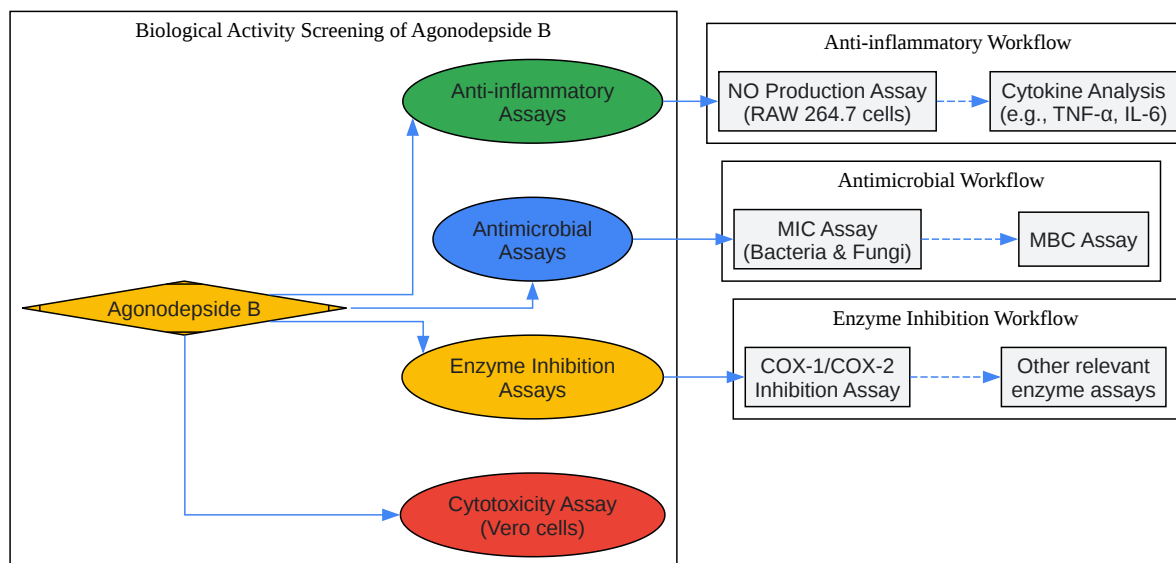 Biological Activity Screening of Agonodepside B
Agonodepside B
Anti-inflammatory
Assays
Antimicrobial
Assays
Enzyme Inhibition
Assays
Cytotoxicity Assay
(Vero cells)
Anti-inflammatory Workflow
NO Production Assay
(RAW 264.7 cells)
Cytokine Analysis
(e.g., TNF-α, IL-6)
Antimicrobial Workflow
MIC Assay
(Bacteria & Fungi)
MBC Assay
Enzyme Inhibition Workflow
COX-1/COX-2
Inhibition Assay
Other relevant
enzyme assays